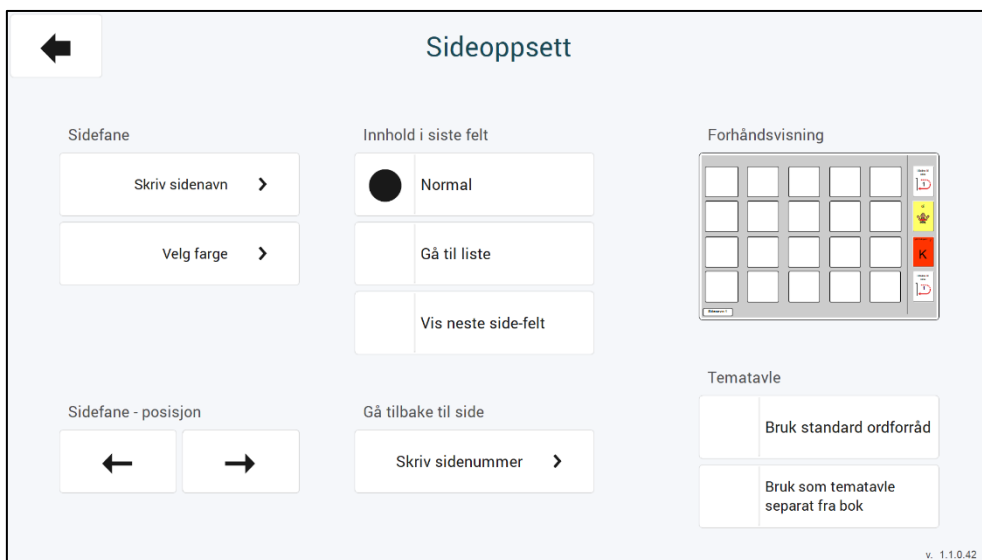 Sideoppsett
Sidefane
Skriv sidenavn
Velg farge
Innhold i siste felt
Normal
Gå til liste
Vis neste side-felt
Forhåndsvisning
K
Sidefane - posisjon
Gå tilbake til side
Skriv sidenummer
Tematavle
Bruk standard ordforråd
Bruk som tematavle
separat fra bok
v. 1.1.0.42